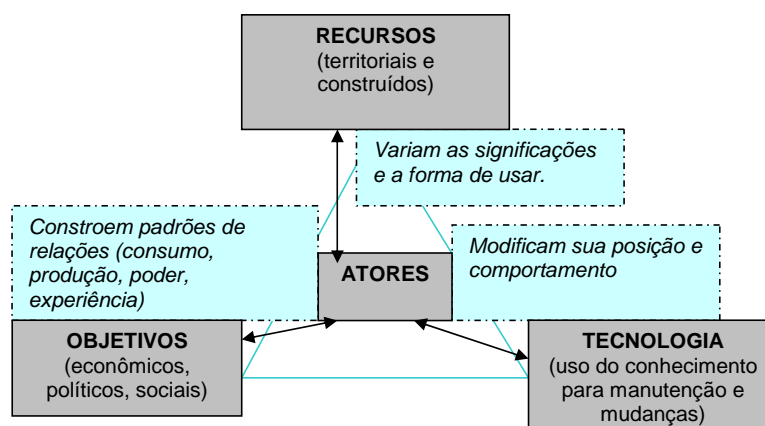 RECURSOS
(territoriais e
construídos)
Variam as significações
e a forma de usar.
Constroem padrões de
relações (consumo,
produção, poder,
experiência)
Modificam sua posição e
comportamento
ATORES
OBJETIVOS
(econômicos,
políticos, sociais)
TECNOLOGIA
(uso do conhecimento
para manutenção e
mudanças)